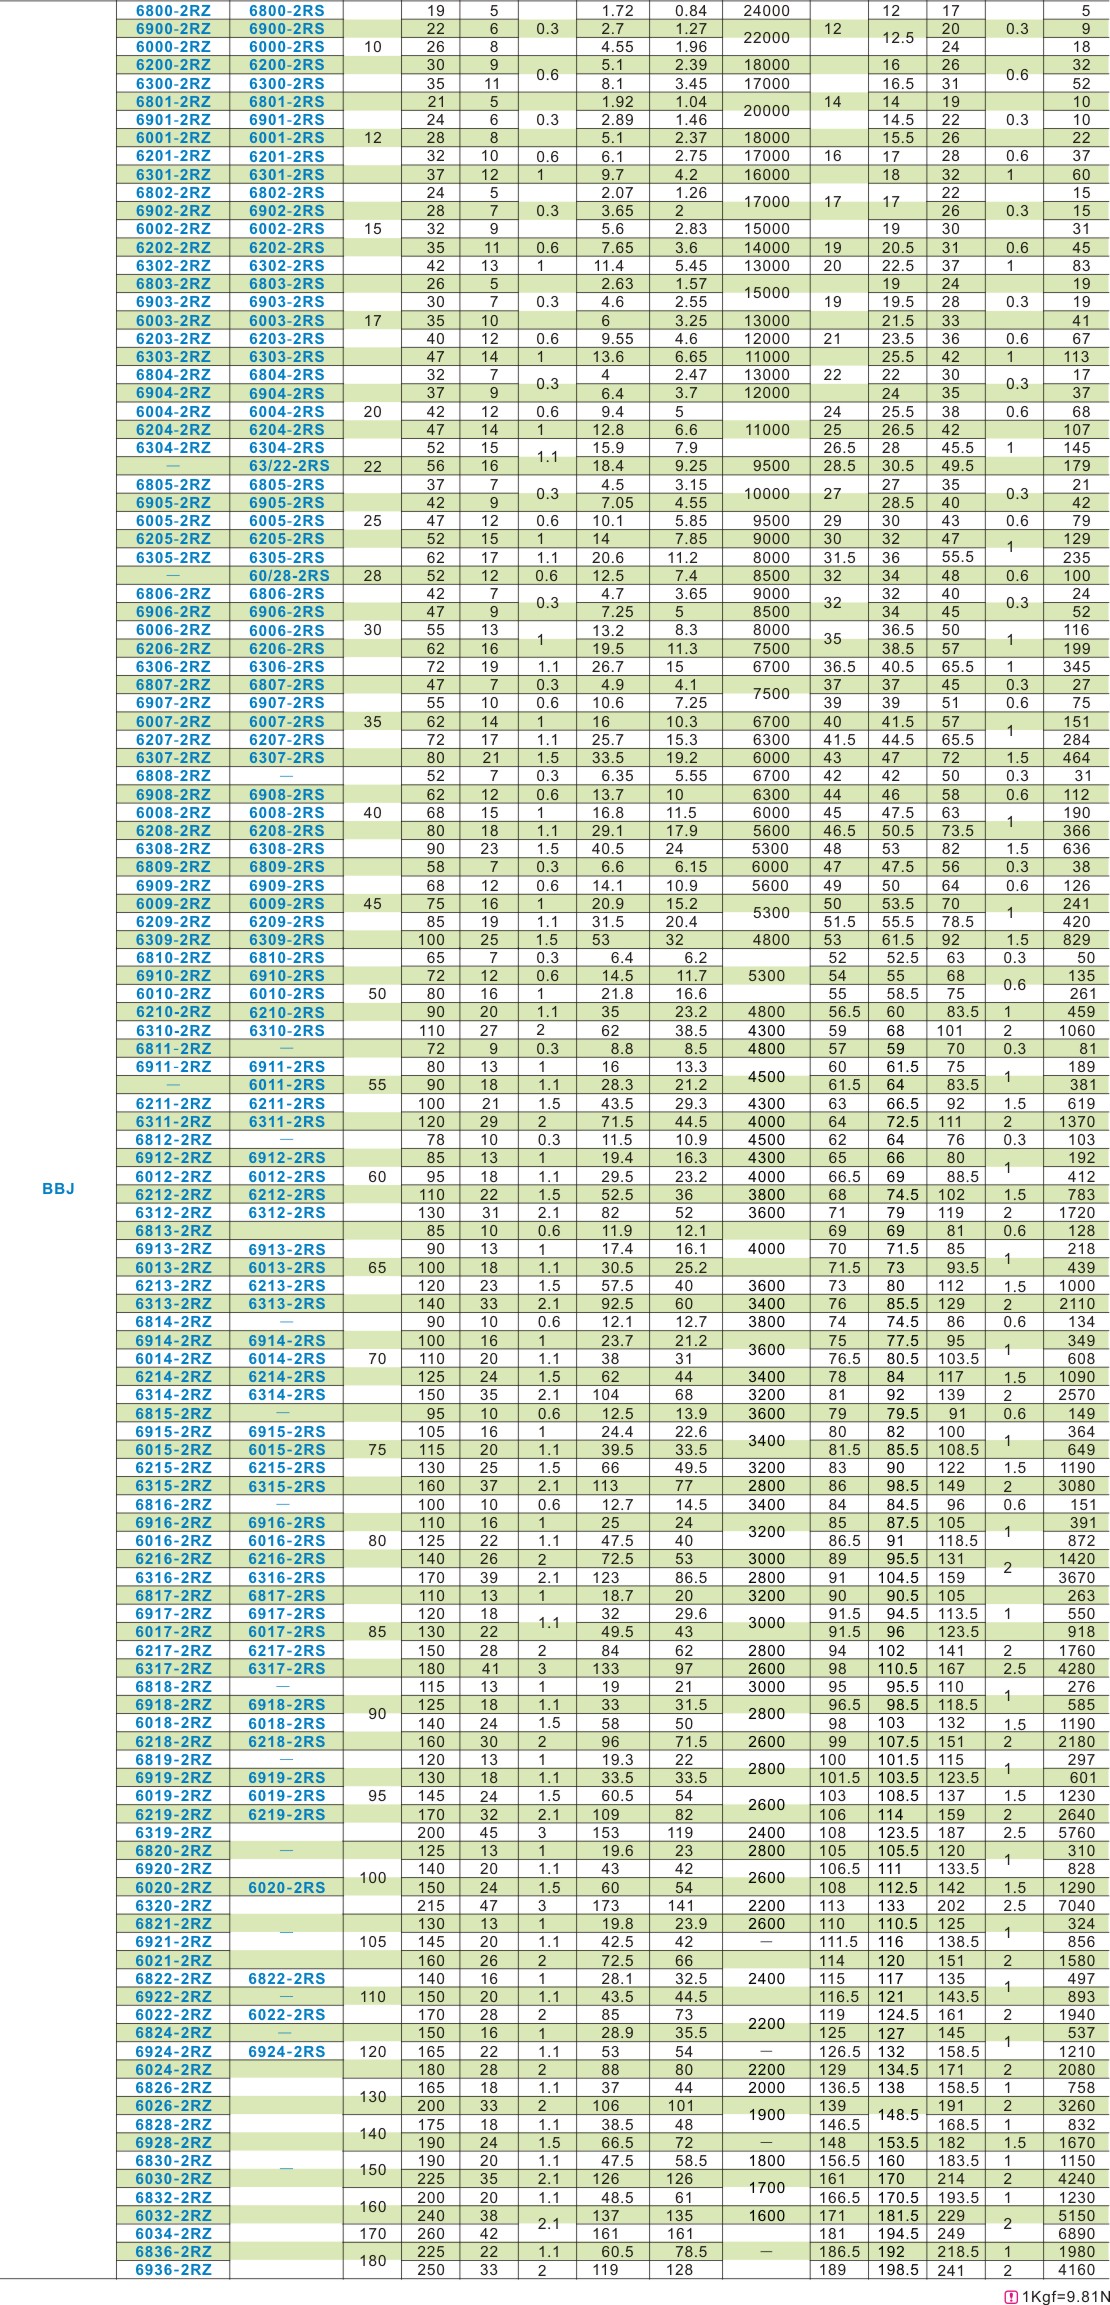 6800-2RZ 6800-2RS 19 5 1.72 0.84 24000 12 17 5
6900-2RZ 6900-2RS 22 6 0.3 2.7 1.27 22000 12 12.5 20 0.3 9
6000-2RZ 6000-2RS 10 26 8 4.55 1.96 24 18
6200-2RZ 6200-2RS 30 9 0.6 5.1 2.39 18000 16 26 0.6 32
6300-2RZ 6300-2RS 35 11 8.1 3.45 17000 16.5 31 52
6801-2RZ 6801-2RS 21 5 1.92 1.04 20000 14 14 19 10
6901-2RZ 6901-2RS 24 6 0.3 2.89 1.46 14.5 22 0.3 10
6001-2RZ 6001-2RS 12 28 8 5.1 2.37 18000 15.5 26 22
6201-2RZ 6201-2RS 32 10 0.6 6.1 2.75 17000 16 17 28 0.6 37
6301-2RZ 6301-2RS 37 12 1 9.7 4.2 16000 18 32 1 60
6802-2RZ 6802-2RS 24 5 2.07 1.26 17000 17 17 22 15
6902-2RZ 6902-2RS 28 7 0.3 3.65 2 26 0.3 15
6002-2RZ 6002-2RS 15 32 9 5.6 2.83 15000 19 30 31
6202-2RZ 6202-2RS 35 11 0.6 7.65 3.6 14000 19 20.5 31 0.6 45
6302-2RZ 6302-2RS 42 13 1 11.4 5.45 13000 20 22.5 37 1 83
6803-2RZ 6803-2RS 26 5 2.63 1.57 15000 19 24 19
6903-2RZ 6903-2RS 30 7 0.3 4.6 2.55 19 19.5 28 0.3 19
6003-2RZ 6003-2RS 17 35 10 6 3.25 13000 21.5 33 41
6203-2RZ 6203-2RS 40 12 0.6 9.55 4.6 12000 21 23.5 36 0.6 67
6303-2RZ 6303-2RS 47 14 1 13.6 6.65 11000 25.5 42 1 113
6804-2RZ 6804-2RS 32 7 0.3 4 2.47 13000 22 22 30 0.3 17
6904-2RZ 6904-2RS 37 9 6.4 3.7 12000 24 35 37
6004-2RZ 6004-2RS 20 42 12 0.6 9.4 5 24 25.5 38 0.6 68
6204-2RZ 6204-2RS 47 14 1 12.8 6.6 11000 25 26.5 42 107
6304-2RZ 6304-2RS 52 15 1.1 15.9 7.9 26.5 28 45.5 1 145
— 63/22-2RS 22 56 16 18.4 9.25 9500 28.5 30.5 49.5 179
6805-2RZ 6805-2RS 37 7 0.3 4.5 3.15 10000 27 27 35 0.3 21
6905-2RZ 6905-2RS 42 9 7.05 4.55 28.5 40 42
6005-2RZ 6005-2RS 25 47 12 0.6 10.1 5.85 9500 29 30 43 0.6 79
6205-2RZ 6205-2RS 52 15 1 14 7.85 9000 30 32 47 1 129
6305-2RZ 6305-2RS 62 17 1.1 20.6 11.2 8000 31.5 36 55.5 235
— 60/28-2RS 28 52 12 0.6 12.5 7.4 8500 32 34 48 0.6 100
6806-2RZ 6806-2RS 42 7 0.3 4.7 3.65 9000 32 32 40 0.3 24
6906-2RZ 6906-2RS 47 9 7.25 5 8500 34 45 52
6006-2RZ 6006-2RS 30 55 13 1 13.2 8.3 8000 35 36.5 50 1 116
6206-2RZ 6206-2RS 62 16 19.5 11.3 7500 38.5 57 199
6306-2RZ 6306-2RS 72 19 1.1 26.7 15 6700 36.5 40.5 65.5 1 345
6807-2RZ 6807-2RS 47 7 0.3 4.9 4.1 7500 37 37 45 0.3 27
6907-2RZ 6907-2RS 55 10 0.6 10.6 7.25 39 39 51 0.6 75
6007-2RZ 6007-2RS 35 62 14 1 16 10.3 6700 40 41.5 57 1 151
6207-2RZ 6207-2RS 72 17 1.1 25.7 15.3 6300 41.5 44.5 65.5 284
6307-2RZ 6307-2RS 80 21 1.5 33.5 19.2 6000 43 47 72 1.5 464
6808-2RZ — 52 7 0.3 6.35 5.55 6700 42 42 50 0.3 31
6908-2RZ 6908-2RS 62 12 0.6 13.7 10 6300 44 46 58 0.6 112
6008-2RZ 6008-2RS 40 68 15 1 16.8 11.5 6000 45 47.5 63 1 190
6208-2RZ 6208-2RS 80 18 1.1 29.1 17.9 5600 46.5 50.5 73.5 366
6308-2RZ 6308-2RS 90 23 1.5 40.5 24 5300 48 53 82 1.5 636
6809-2RZ 6809-2RS 58 7 0.3 6.6 6.15 6000 47 47.5 56 0.3 38
6909-2RZ 6909-2RS 68 12 0.6 14.1 10.9 5600 49 50 64 0.6 126
6009-2RZ 6009-2RS 45 75 16 1 20.9 15.2 5300 50 53.5 70 1 241
6209-2RZ 6209-2RS 85 19 1.1 31.5 20.4 51.5 55.5 78.5 420
6309-2RZ 6309-2RS 100 25 1.5 53 32 4800 53 61.5 92 1.5 829
6810-2RZ 6810-2RS 65 7 0.3 6.4 6.2 52 52.5 63 0.3 50
6910-2RZ 6910-2RS 72 12 0.6 14.5 11.7 5300 54 55 68 0.6 135
6010-2RZ 6010-2RS 50 80 16 1 21.8 16.6 55 58.5 75 261
6210-2RZ 6210-2RS 90 20 1.1 35 23.2 4800 56.5 60 83.5 1 459
6310-2RZ 6310-2RS 110 27 2 62 38.5 4300 59 68 101 2 1060
6811-2RZ — 72 9 0.3 8.8 8.5 4800 57 59 70 0.3 81
6911-2RZ 6911-2RS 80 13 1 16 13.3 4500 60 61.5 75 1 189
— 6011-2RS 55 90 18 1.1 28.3 21.2 61.5 64 83.5 381
6211-2RZ 6211-2RS 100 21 1.5 43.5 29.3 4300 63 66.5 92 1.5 619
6311-2RZ 6311-2RS 120 29 2 71.5 44.5 4000 64 72.5 111 2 1370
6812-2RZ — 78 10 0.3 11.5 10.9 4500 62 64 76 0.3 103
6912-2RZ 6912-2RS 85 13 1 19.4 16.3 4300 65 66 80 1 192
BBJ 6012-2RZ 6012-2RS 60 95 18 1.1 29.5 23.2 4000 66.5 69 88.5 412
6212-2RZ 6212-2RS 110 22 1.5 52.5 36 3800 68 74.5 102 1.5 783
6312-2RZ 6312-2RS 130 31 2.1 82 52 3600 71 79 119 2 1720
6813-2RZ 85 10 0.6 11.9 12.1 69 69 81 0.6 128
6913-2RZ 6913-2RS 90 13 1 17.4 16.1 4000 70 71.5 85 1 218
6013-2RZ 6013-2RS 65 100 18 1.1 30.5 25.2 71.5 73 93.5 439
6213-2RZ 6213-2RS 120 23 1.5 57.5 40 3600 73 80 112 1.5 1000
6313-2RZ 6313-2RS 140 33 2.1 92.5 60 3400 76 85.5 129 2 2110
6814-2RZ — 90 10 0.6 12.1 12.7 3800 74 74.5 86 0.6 134
6914-2RZ 6914-2RS 100 16 1 23.7 21.2 3600 75 77.5 95 1 349
6014-2RZ 6014-2RS 70 110 20 1.1 38 31 76.5 80.5 103.5 608
6214-2RZ 6214-2RS 125 24 1.5 62 44 3400 78 84 117 1.5 1090
6314-2RZ 6314-2RS 150 35 2.1 104 68 3200 81 92 139 2 2570
6815-2RZ — 95 10 0.6 12.5 13.9 3600 79 79.5 91 0.6 149
6915-2RZ 6915-2RS 105 16 1 24.4 22.6 3400 80 82 100 1 364
6015-2RZ 6015-2RS 75 115 20 1.1 39.5 33.5 81.5 85.5 108.5 649
6215-2RZ 6215-2RS 130 25 1.5 66 49.5 3200 83 90 122 1.5 1190
6315-2RZ 6315-2RS 160 37 2.1 113 77 2800 86 98.5 149 2 3080
6816-2RZ — 100 10 0.6 12.7 14.5 3400 84 84.5 96 0.6 151
6916-2RZ 6916-2RS 110 16 1 25 24 3200 85 87.5 105 1 391
6016-2RZ 6016-2RS 80 125 22 1.1 47.5 40 86.5 91 118.5 872
6216-2RZ 6216-2RS 140 26 2 72.5 53 3000 89 95.5 131 2 1420
6316-2RZ 6316-2RS 170 39 2.1 123 86.5 2800 91 104.5 159 3670
6817-2RZ 6817-2RS 110 13 1 18.7 20 3200 90 90.5 105 263
6917-2RZ 6917-2RS 120 18 1.1 32 29.6 3000 91.5 94.5 113.5 1 550
6017-2RZ 6017-2RS 85 130 22 49.5 43 91.5 96 123.5 918
6217-2RZ 6217-2RS 150 28 2 84 62 2800 94 102 141 2 1760
6317-2RZ 6317-2RS 180 41 3 133 97 2600 98 110.5 167 2.5 4280
6818-2RZ — 115 13 1 19 21 3000 95 95.5 110 1 276
6918-2RZ 6918-2RS 90 125 18 1.1 33 31.5 2800 96.5 98.5 118.5 585
6018-2RZ 6018-2RS 140 24 1.5 58 50 98 103 132 1.5 1190
6218-2RZ 6218-2RS 160 30 2 96 71.5 2600 99 107.5 151 2 2180
6819-2RZ — 120 13 1 19.3 22 2800 100 101.5 115 1 297
6919-2RZ 6919-2RS 130 18 1.1 33.5 33.5 101.5 103.5 123.5 601
6019-2RZ 6019-2RS 95 145 24 1.5 60.5 54 2600 103 108.5 137 1.5 1230
6219-2RZ 6219-2RS 170 32 2.1 109 82 106 114 159 2 2640
6319-2RZ 200 45 3 153 119 2400 108 123.5 187 2.5 5760
6820-2RZ — 125 13 1 19.6 23 2800 105 105.5 120 1 310
6920-2RZ 100 140 20 1.1 43 42 2600 106.5 111 133.5 828
6020-2RZ 6020-2RS 150 24 1.5 60 54 108 112.5 142 1.5 1290
6320-2RZ 215 47 3 173 141 2200 113 133 202 2.5 7040
6821-2RZ — 130 13 1 19.8 23.9 2600 110 110.5 125 1 324
6921-2RZ 105 145 20 1.1 42.5 42 — 111.5 116 138.5 856
6021-2RZ 160 26 2 72.5 66 114 120 151 2 1580
6822-2RZ 6822-2RS 140 16 1 28.1 32.5 2400 115 117 135 1 497
6922-2RZ — 110 150 20 1.1 43.5 44.5 116.5 121 143.5 893
6022-2RZ 6022-2RS 170 28 2 85 73 2200 119 124.5 161 2 1940
6824-2RZ — 150 16 1 28.9 35.5 125 127 145 1 537
6924-2RZ 6924-2RS 120 165 22 1.1 53 54 — 126.5 132 158.5 1210
6024-2RZ 180 28 2 88 80 2200 129 134.5 171 2 2080
6826-2RZ 130 165 18 1.1 37 44 2000 136.5 138 158.5 1 758
6026-2RZ 200 33 2 106 101 1900 139 148.5 191 2 3260
6828-2RZ 140 175 18 1.1 38.5 48 146.5 168.5 1 832
6928-2RZ 190 24 1.5 66.5 72 — 148 153.5 182 1.5 1670
6830-2RZ — 150 190 20 1.1 47.5 58.5 1800 156.5 160 183.5 1 1150
6030-2RZ 225 35 2.1 126 126 1700 161 170 214 2 4240
6832-2RZ 160 200 20 1.1 48.5 61 166.5 170.5 193.5 1 1230
6032-2RZ 240 38 2.1 137 135 1600 171 181.5 229 2 5150
6034-2RZ 170 260 42 161 161 181 194.5 249 6890
6836-2RZ 180 225 22 1.1 60.5 78.5 — 186.5 192 218.5 1 1980
6936-2RZ 250 33 2 119 128 189 198.5 241 2 4160
! 1Kgf=9.81N